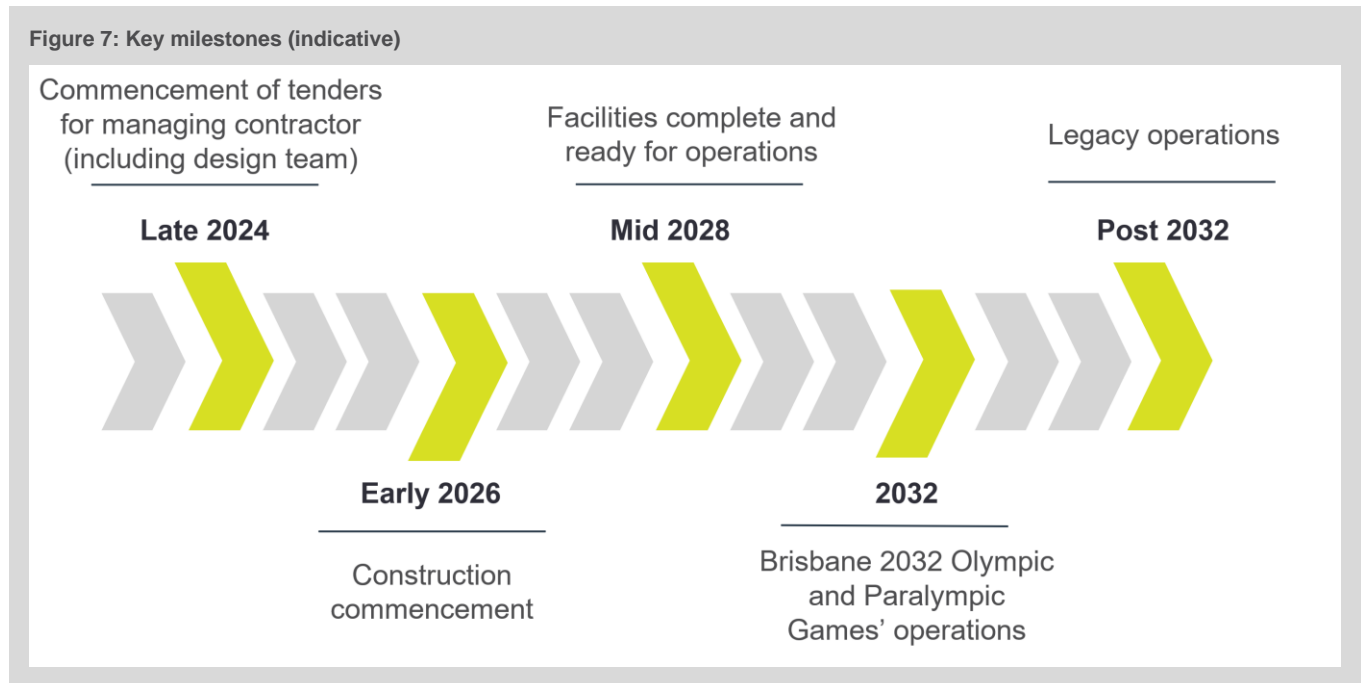 Figure 7: Key milestones (indicative)
Commencement of tenders
for managing contractor
(including design team)
Late 2024
Facilities complete and
ready for operations
Mid 2028
Legacy operations
Post 2032
Early 2026
Construction
commencement
2032
Brisbane 2032 Olympic
and Paralympic
Games’ operations